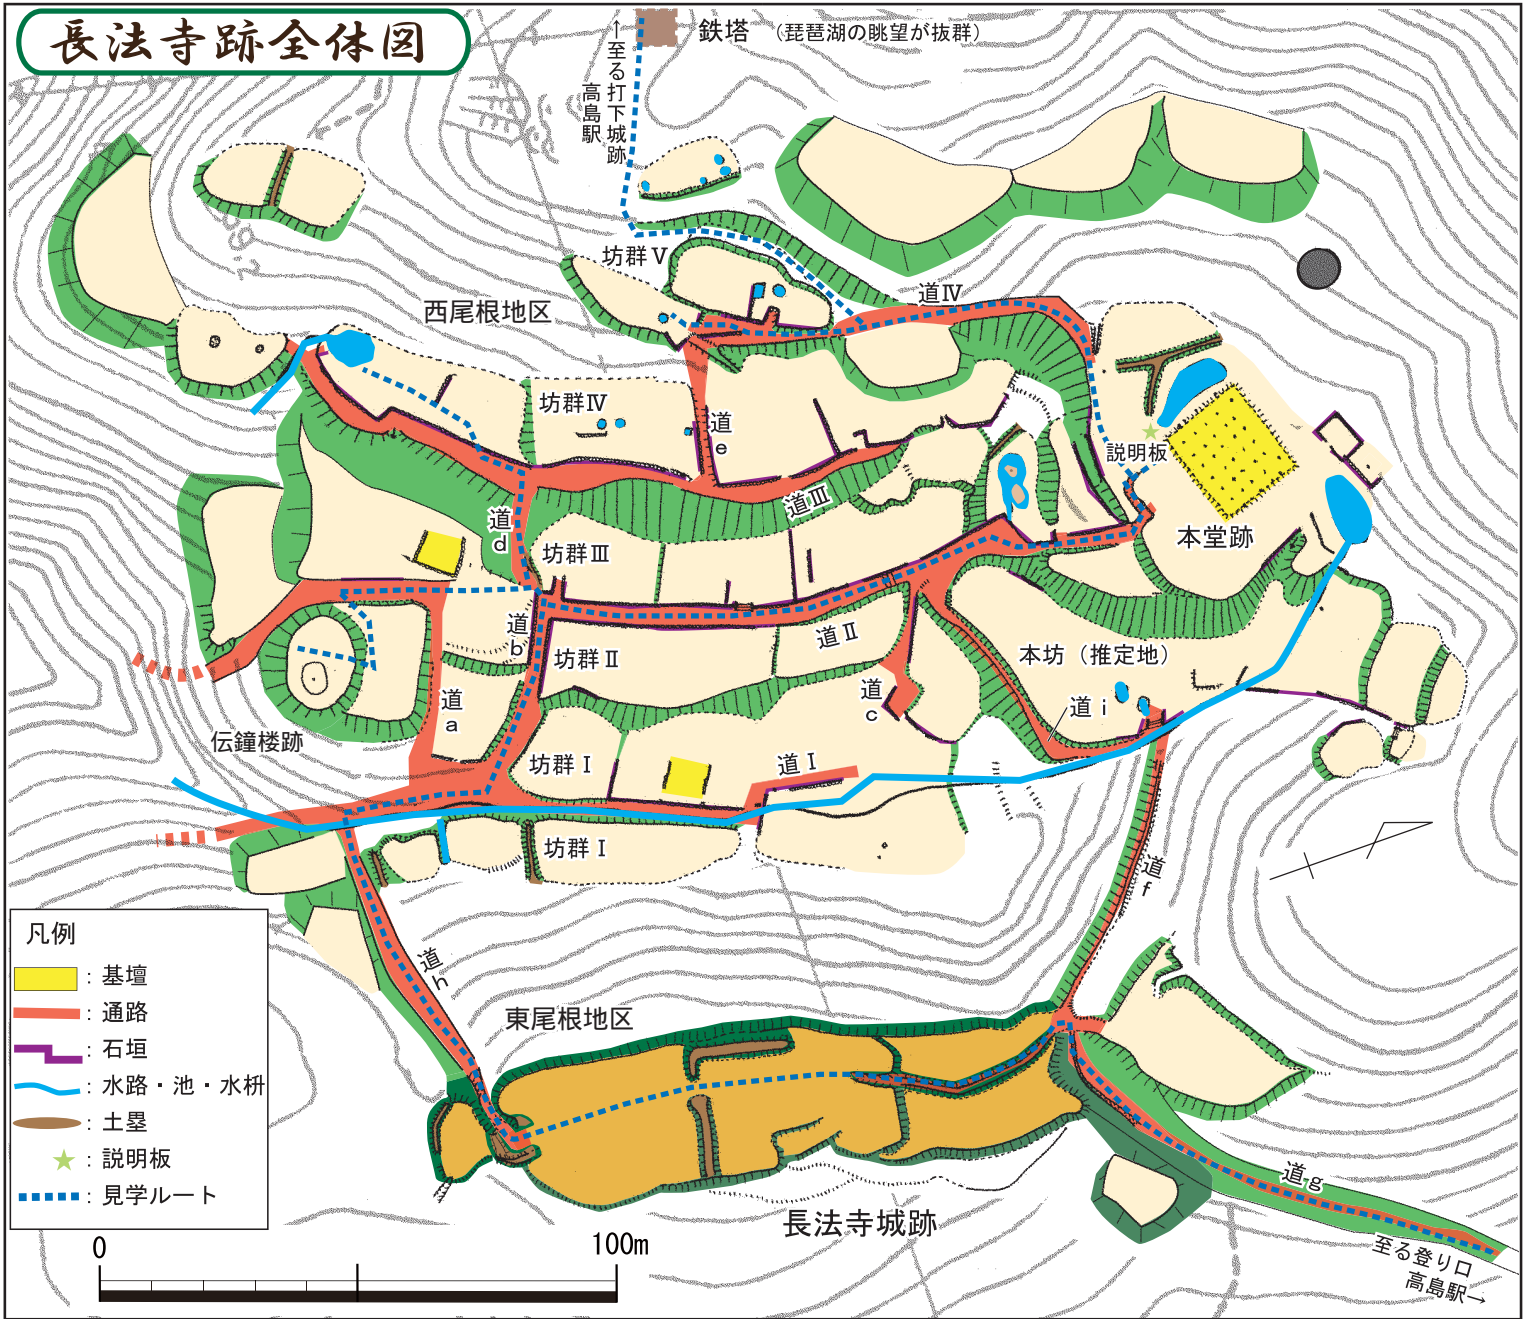 長法寺跡全体図
鉄塔 (琵琶湖の眺望が抜群)
←至る打下城跡
高島駅
坊群Ⅴ
道Ⅳ
西尾根地区
坊群Ⅳ
道e
説明板
道Ⅲ
本堂跡
道d
坊群Ⅲ
道b
道Ⅱ
坊群Ⅱ
本坊(推定地)
道a
道c
道i
伝鐘楼跡
坊群Ⅰ
道Ⅰ
坊群Ⅰ
道f
道h
東尾根地区
長法寺城跡
道g
至る登り口
高島駅→
凡例
:基壇
:通路
:石垣
:水路・池・水枡
:土塁
:説明板
:見学ルート
0
100m